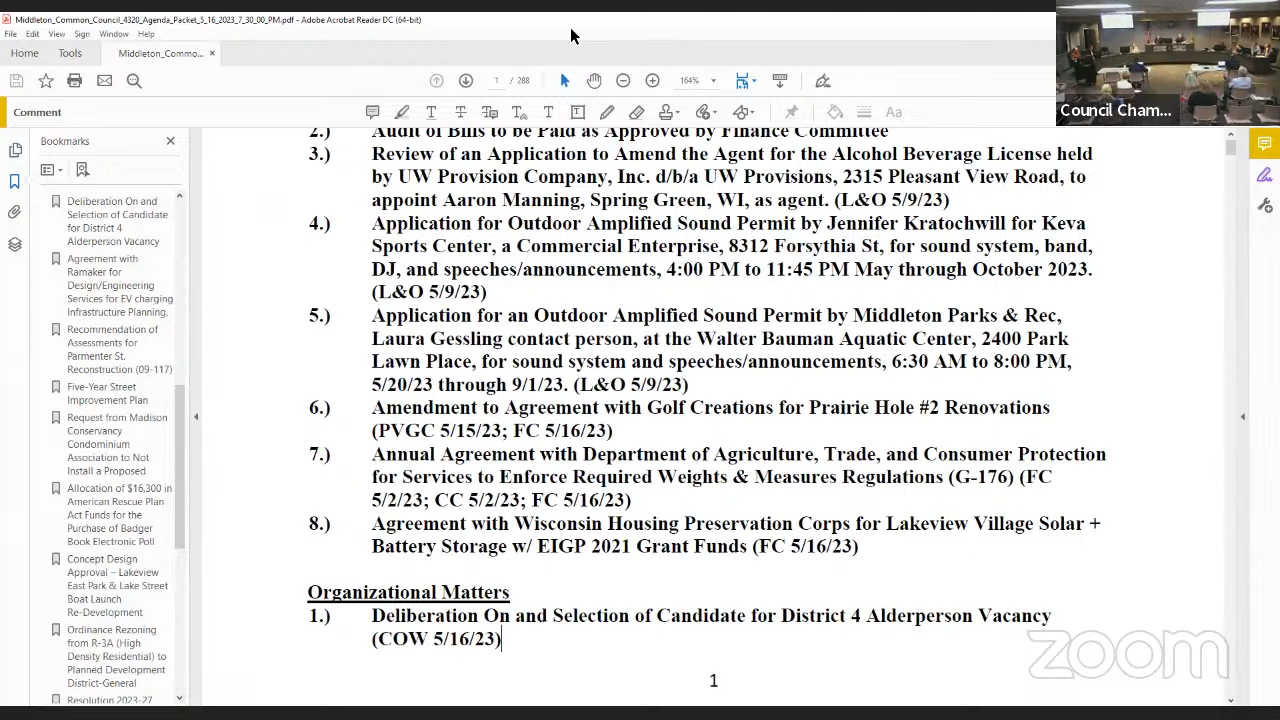 Middleton_Common_Council_4320_Agenda_Packet_5_16_2023_7_30_00_PM.pdf - Adobe Acrobat Reader DC (64-bit)
File Edit View Sign Window Help
Home Tools Middleton_Commo... ×
1 / 288 164%
Comment
Aa
Bookmarks
Deliberation On and
Selection of Candidate
for District 4
Alderperson Vacancy
Agreement with
Ramaker for
Design/Engineering
Services for EV charging
Infrastructure Planning,
Recommendation of
Assessments for
Parmenter St.
Reconstruction (09-117)
Five-Year Street
Improvement Plan
Request from Madison
Conservancy
Condominium
Association to Not
Install a Proposed
Allocation of $16,300 in
American Rescue Plan
Act Funds for the
Purchase of Badger
Book Electronic Poll
Concept Design
Approval – Lakeview
East Park & Lake Street
Boat Launch
Re-Development
Ordinance Rezoning
from R-3A (High
Density Residential) to
Planned Development
District-General
Resolution 2023-27
2.) Audit of Bills to be Paid as Approved by Finance Committee
3.) Review of an Application to Amend the Agent for the Alcohol Beverage License held
by UW Provision Company, Inc. d/b/a UW Provisions, 2315 Pleasant View Road, to
appoint Aaron Manning, Spring Green, WI, as agent. (L&O 5/9/23)
4.) Application for Outdoor Amplified Sound Permit by Jennifer Kratochwill for Keva
Sports Center, a Commercial Enterprise, 8312 Forsythia St, for sound system, band,
DJ, and speeches/announcements, 4:00 PM to 11:45 PM May through October 2023.
(L&O 5/9/23)
5.) Application for an Outdoor Amplified Sound Permit by Middleton Parks & Rec,
Laura Gessling contact person, at the Walter Bauman Aquatic Center, 2400 Park
Lawn Place, for sound system and speeches/announcements, 6:30 AM to 8:00 PM,
5/20/23 through 9/1/23. (L&O 5/9/23)
6.) Amendment to Agreement with Golf Creations for Prairie Hole #2 Renovations
(PVGC 5/15/23; FC 5/16/23)
7.) Annual Agreement with Department of Agriculture, Trade, and Consumer Protection
for Services to Enforce Required Weights & Measures Regulations (G-176) (FC
5/2/23; CC 5/2/23; FC 5/16/23)
8.) Agreement with Wisconsin Housing Preservation Corps for Lakeview Village Solar +
Battery Storage w/ EIGP 2021 Grant Funds (FC 5/16/23)
Organizational Matters
1.) Deliberation On and Selection of Candidate for District 4 Alderperson Vacancy
(COW 5/16/23)
1
Council Cham...
zoom